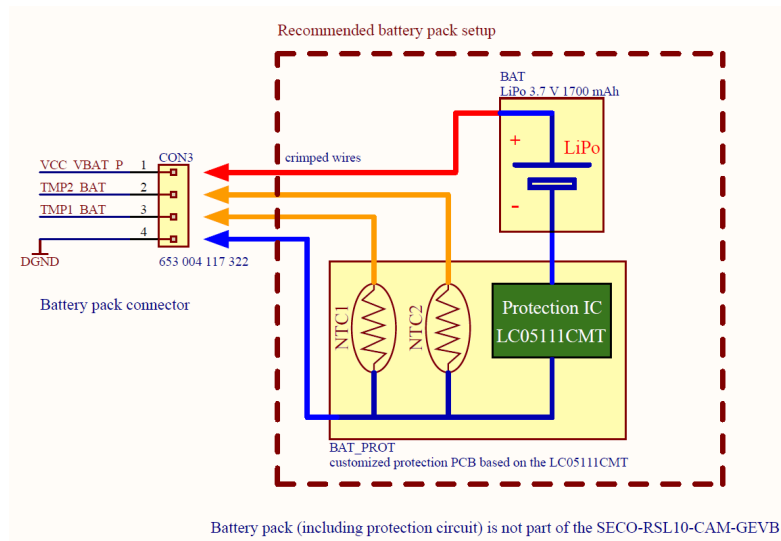 Recommended battery pack setup
BAT
LiPo 3.7 V 1700 mAh
+
LiPo
-
CON3
crimped wires
VCC_VBAT_P 1
TMP2_BAT 2
TMP1_BAT 3
4
DGND
653 004 117 322
Battery pack connector
NTC1
NTC2
Protection IC
LC05111CMT
BAT_PROT
customized protection PCB based on the LC05111CMT
Battery pack (including protection circuit) is not part of the SECO-RSL10-CAM-GEVB